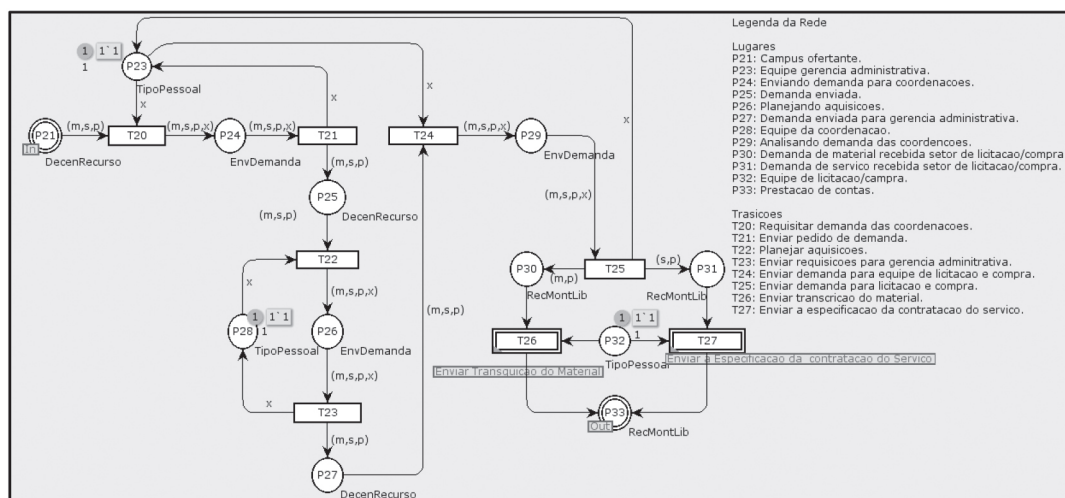 Legenda da Rede
Lugares
P21: Campus ofertante.
P23: Equipe gerencia administrativa.
P24: Enviando demanda para coordenacoes.
P25: Demanda enviada.
P26: Planejando aquisicoes.
P27: Demanda enviada para gerencia administrativa.
P28: Equipe da coordenacao.
P29: Analisando demanda das coordencoes.
P30: Demanda de material recebida setor de licitacao/compra
P31: Demanda de servico recebida setor de licitacao/compra.
P32: Equipe de licitacao/campra.
P33: Prestacao de contas.
Trasicoes
T20: Requisitar demanda das coordenacoes.
T21: Enviar pedido de demanda.
T22: Planejar aquisicoes.
T23: Enviar requisicoes para gerencia admnitrativa.
T24: Enviar demanda para equipe de licitacao e compra.
T25: Enviar demanda para licitacao e compra.
T26: Enviar transcricao do material.
T27: Enviar a especificacao da contratacao do servico.
1 1`1
1
P23
TipoPessoal
x
x
x
x
P21
In
DecenRecurso
(m,s,p)
T20
(m,s,p,x)
P24
EnvDemanda
(m,s,p,x)
T21
T24
(m,s,p,x)
P29
EnvDemanda
(m,s,p)
P25
DecenRecurso
(m,s,p)
(m,s,p,x)
T22
x
(m,s,p,x)
1 1`1
P28
1
TipoPessoal
P26
EnvDemanda
(m,s,p,x)
x
T23
(m,s,p)
P27
DecenRecurso
(m,s,p)
P30
(m,p)
T25
(s,p)
P31
RecMontLib
RecMontLib
1 1`1
T26
P32
1
T27
TipoPessoal
Enviar Transquicao do Material
Enviar a Especificacao da contratacao do Servico
P33
Out
RecMontLib